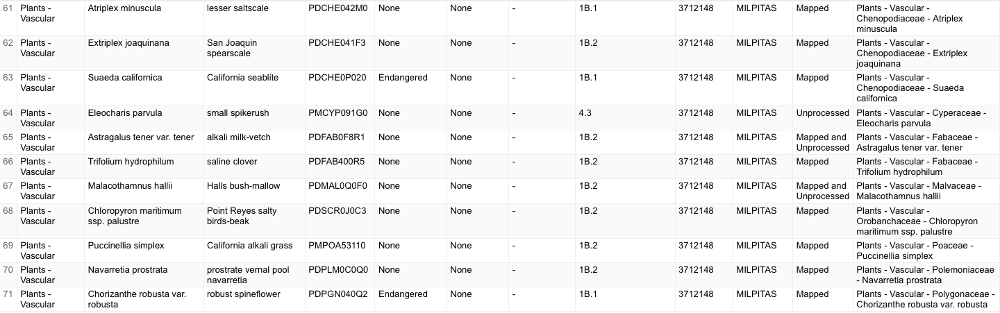 61 Plants - Atriplex minuscula lesser saltscale PDCHE042M0 None None - 1B.1 3712148 MILPITAS Mapped Plants - Vascular -
Vascular Chenopodiaceae - Atriplex
minuscula
62 Plants - Extriplex joaquinana San Joaquin PDCHE041F3 None None - 1B.2 3712148 MILPITAS Mapped Plants - Vascular -
Vascular spearscale Chenopodiaceae - Extriplex
joaquinana
63 Plants - Suaeda californica California seablite PDCHE0P020 Endangered None - 1B.1 3712148 MILPITAS Mapped Plants - Vascular -
Vascular Chenopodiaceae - Suaeda
californica
64 Plants - Eleocharis parvula small spikerush PMCYP091G0 None None - 4.3 3712148 MILPITAS Unprocessed Plants - Vascular - Cyperaceae -
Vascular Eleocharis parvula
65 Plants - Astragalus tener var. tener alkali milk-vetch PDFAB0F8R1 None None - 1B.2 3712148 MILPITAS Mapped and Plants - Vascular - Fabaceae -
Vascular Unprocessed Astragalus tener var. tener
66 Plants - Trifolium hydrophilum saline clover PDFAB400R5 None None - 1B.2 3712148 MILPITAS Mapped Plants - Vascular - Fabaceae -
Vascular Trifolium hydrophilum
67 Plants - Malacothamnus hallii Halls bush-mallow PDMAL0Q0F0 None None - 1B.2 3712148 MILPITAS Mapped and Plants - Vascular - Malvaceae -
Vascular Unprocessed Malacothamnus hallii
68 Plants - Chloropyron maritimum Point Reyes salty PDSCR0J0C3 None None - 1B.2 3712148 MILPITAS Mapped Plants - Vascular -
Vascular ssp. palustre birds-beak Orobanchaceae - Chloropyron
maritimum ssp. palustre
69 Plants - Puccinellia simplex California alkali grass PMPOA53110 None None - 1B.2 3712148 MILPITAS Mapped Plants - Vascular - Poaceae -
Vascular Puccinellia simplex
70 Plants - Navarretia prostrata prostrate vernal pool PDPLM0C0Q0 None None - 1B.2 3712148 MILPITAS Mapped Plants - Vascular - Polemoniaceae
Vascular navarretia - Navarretia prostrata
71 Plants - Chorizanthe robusta var. robust spineflower PDPGN040Q2 Endangered None - 1B.1 3712148 MILPITAS Mapped Plants - Vascular - Polygonaceae -
Vascular robusta Chorizanthe robusta var. robusta